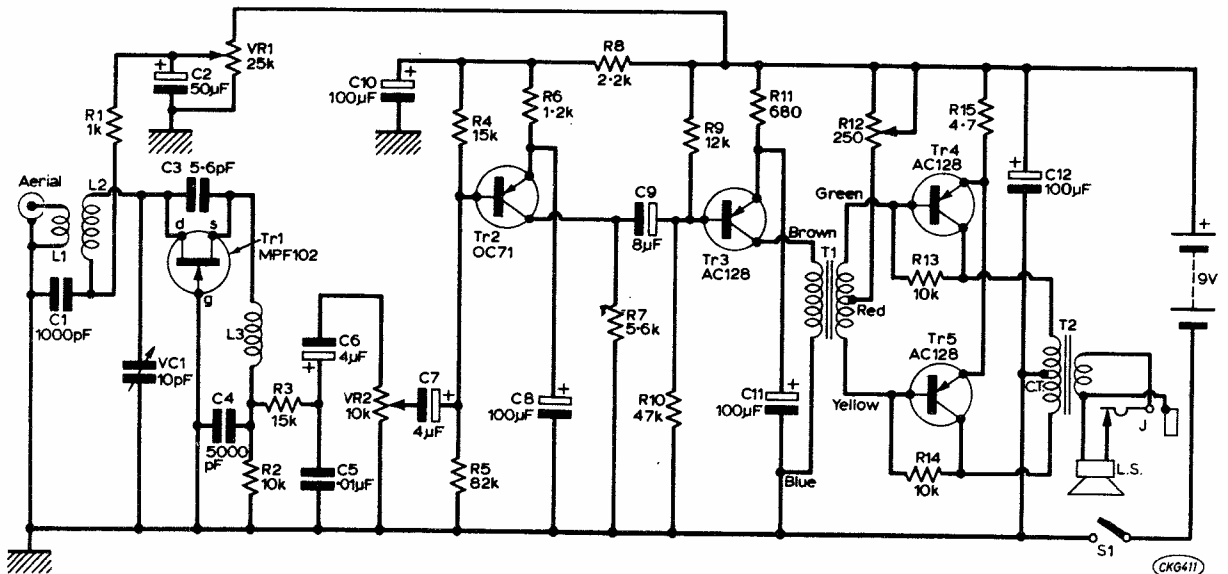 VR1
25k
+
C2
50µF
R1
1k
Aerial
L1
L2
C3 5·6pF
d
s
g
Tr1
MPF102
C1
1000pF
VC1
10pF
L3
C4
5000
pF
R3
15k
R2
10k
C6
4µF
+
C5
·01µF
VR2
10k
C7
+
4µF
C10
100µF
+
R4
15k
R6
1·2k
R8
2·2k
Tr2
OC71
R5
82k
C8
100µF
+
R7
5·6k
C9
8µF
R9
12k
R10
47k
R11
680
Tr3
AC128
C11
100µF
+
Brown
Blue
T1
Green
Red
Yellow
R12
250
R15
4·7
Tr4
AC128
R13
10k
Tr5
AC128
R14
10k
C12
100µF
+
T2
CT
J
L.S.
+
9V
S1
CKG411